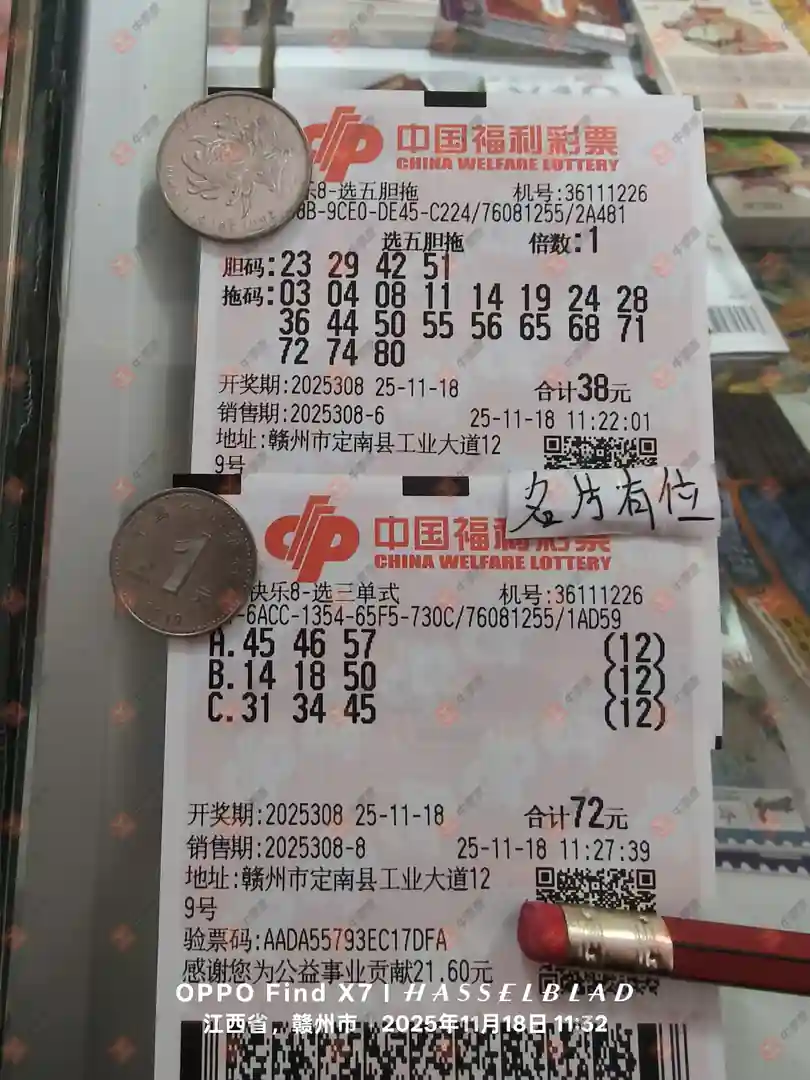 中国福利彩票
CHINA WELFARE LOTTERY
乐8-选五胆拖 机号:36111226
8B-9CE0-DE45-C224/76081255/2A481
选五胆拖 倍数:1
胆码:23 29 42 51
拖码:03 04 08 11 14 19 24 28
36 44 50 55 56 65 68 71
72 74 80
开奖期:2025308 25-11-18 合计38元
销售期:2025308-6 25-11-18 11:22:01
地址:赣州市定南县工业大道12
9号
名片有位
中国福利彩票
CHINA WELFARE LOTTERY
快乐8-选三单式 机号:36111226
-6ACC-1354-65F5-730C/76081255/1AD59
A.45 46 57 (12)
B.14 18 50 (12)
C.31 34 45 (12)
开奖期:2025308 25-11-18 合计72元
销售期:2025308-8 25-11-18 11:27:39
地址:赣州市定南县工业大道12
9号
验票码:AADA55793EC17DFA
感谢您为公益事业贡献21.60元
1
OPPO Find X7 | HASSELBLAD
江西省，赣州市 2025年11月18日 11:32